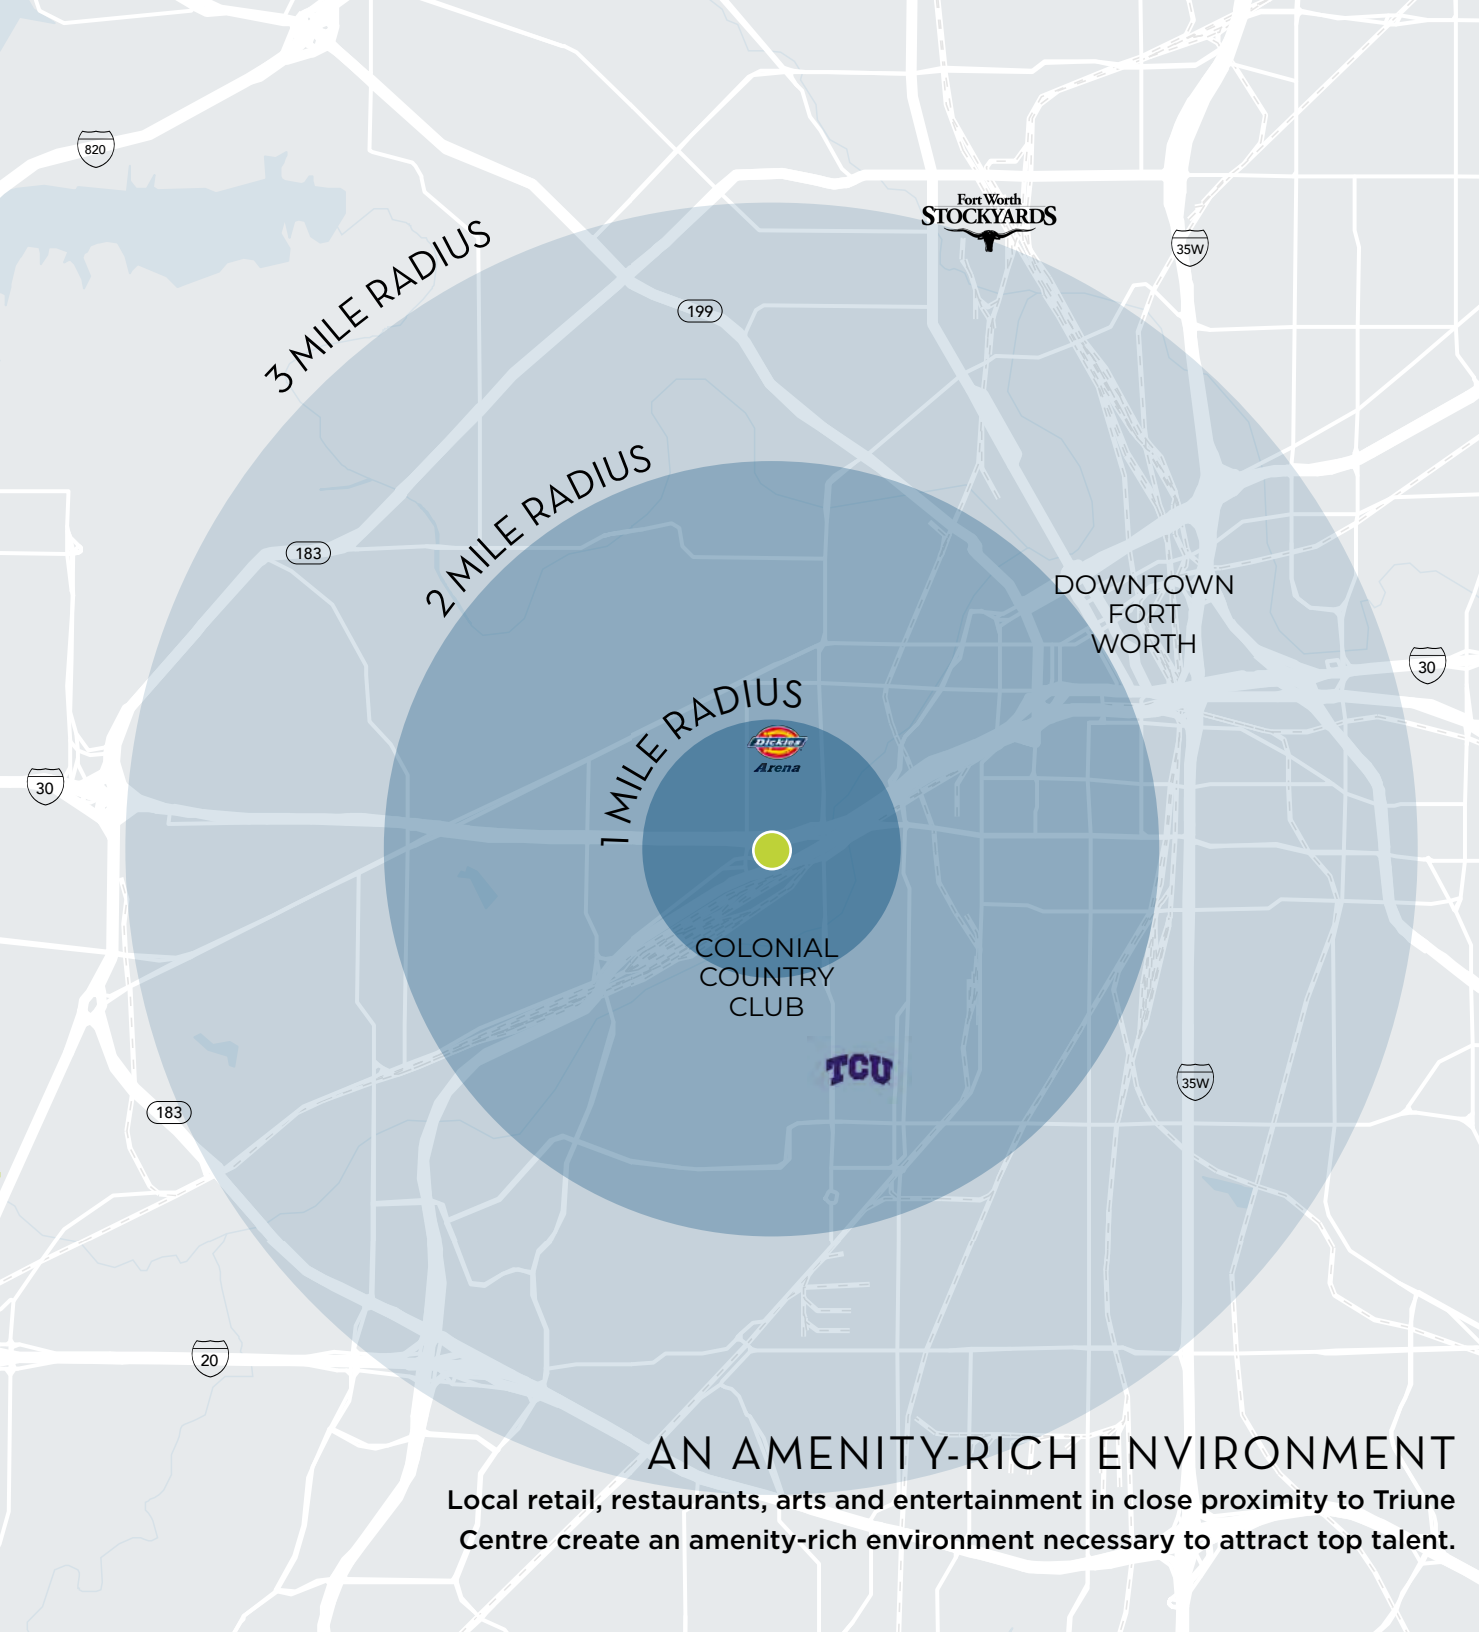 820
Fort Worth
STOCKYARDS
35W
3 MILE RADIUS
199
2 MILE RADIUS
183
DOWNTOWN
FORT
WORTH
30
1 MILE RADIUS
Dickies
Arena
30
COLONIAL
COUNTRY
CLUB
TCU
35W
183
20
AN AMENITY-RICH ENVIRONMENT
Local retail, restaurants, arts and entertainment in close proximity to Triune
Centre create an amenity-rich environment necessary to attract top talent.